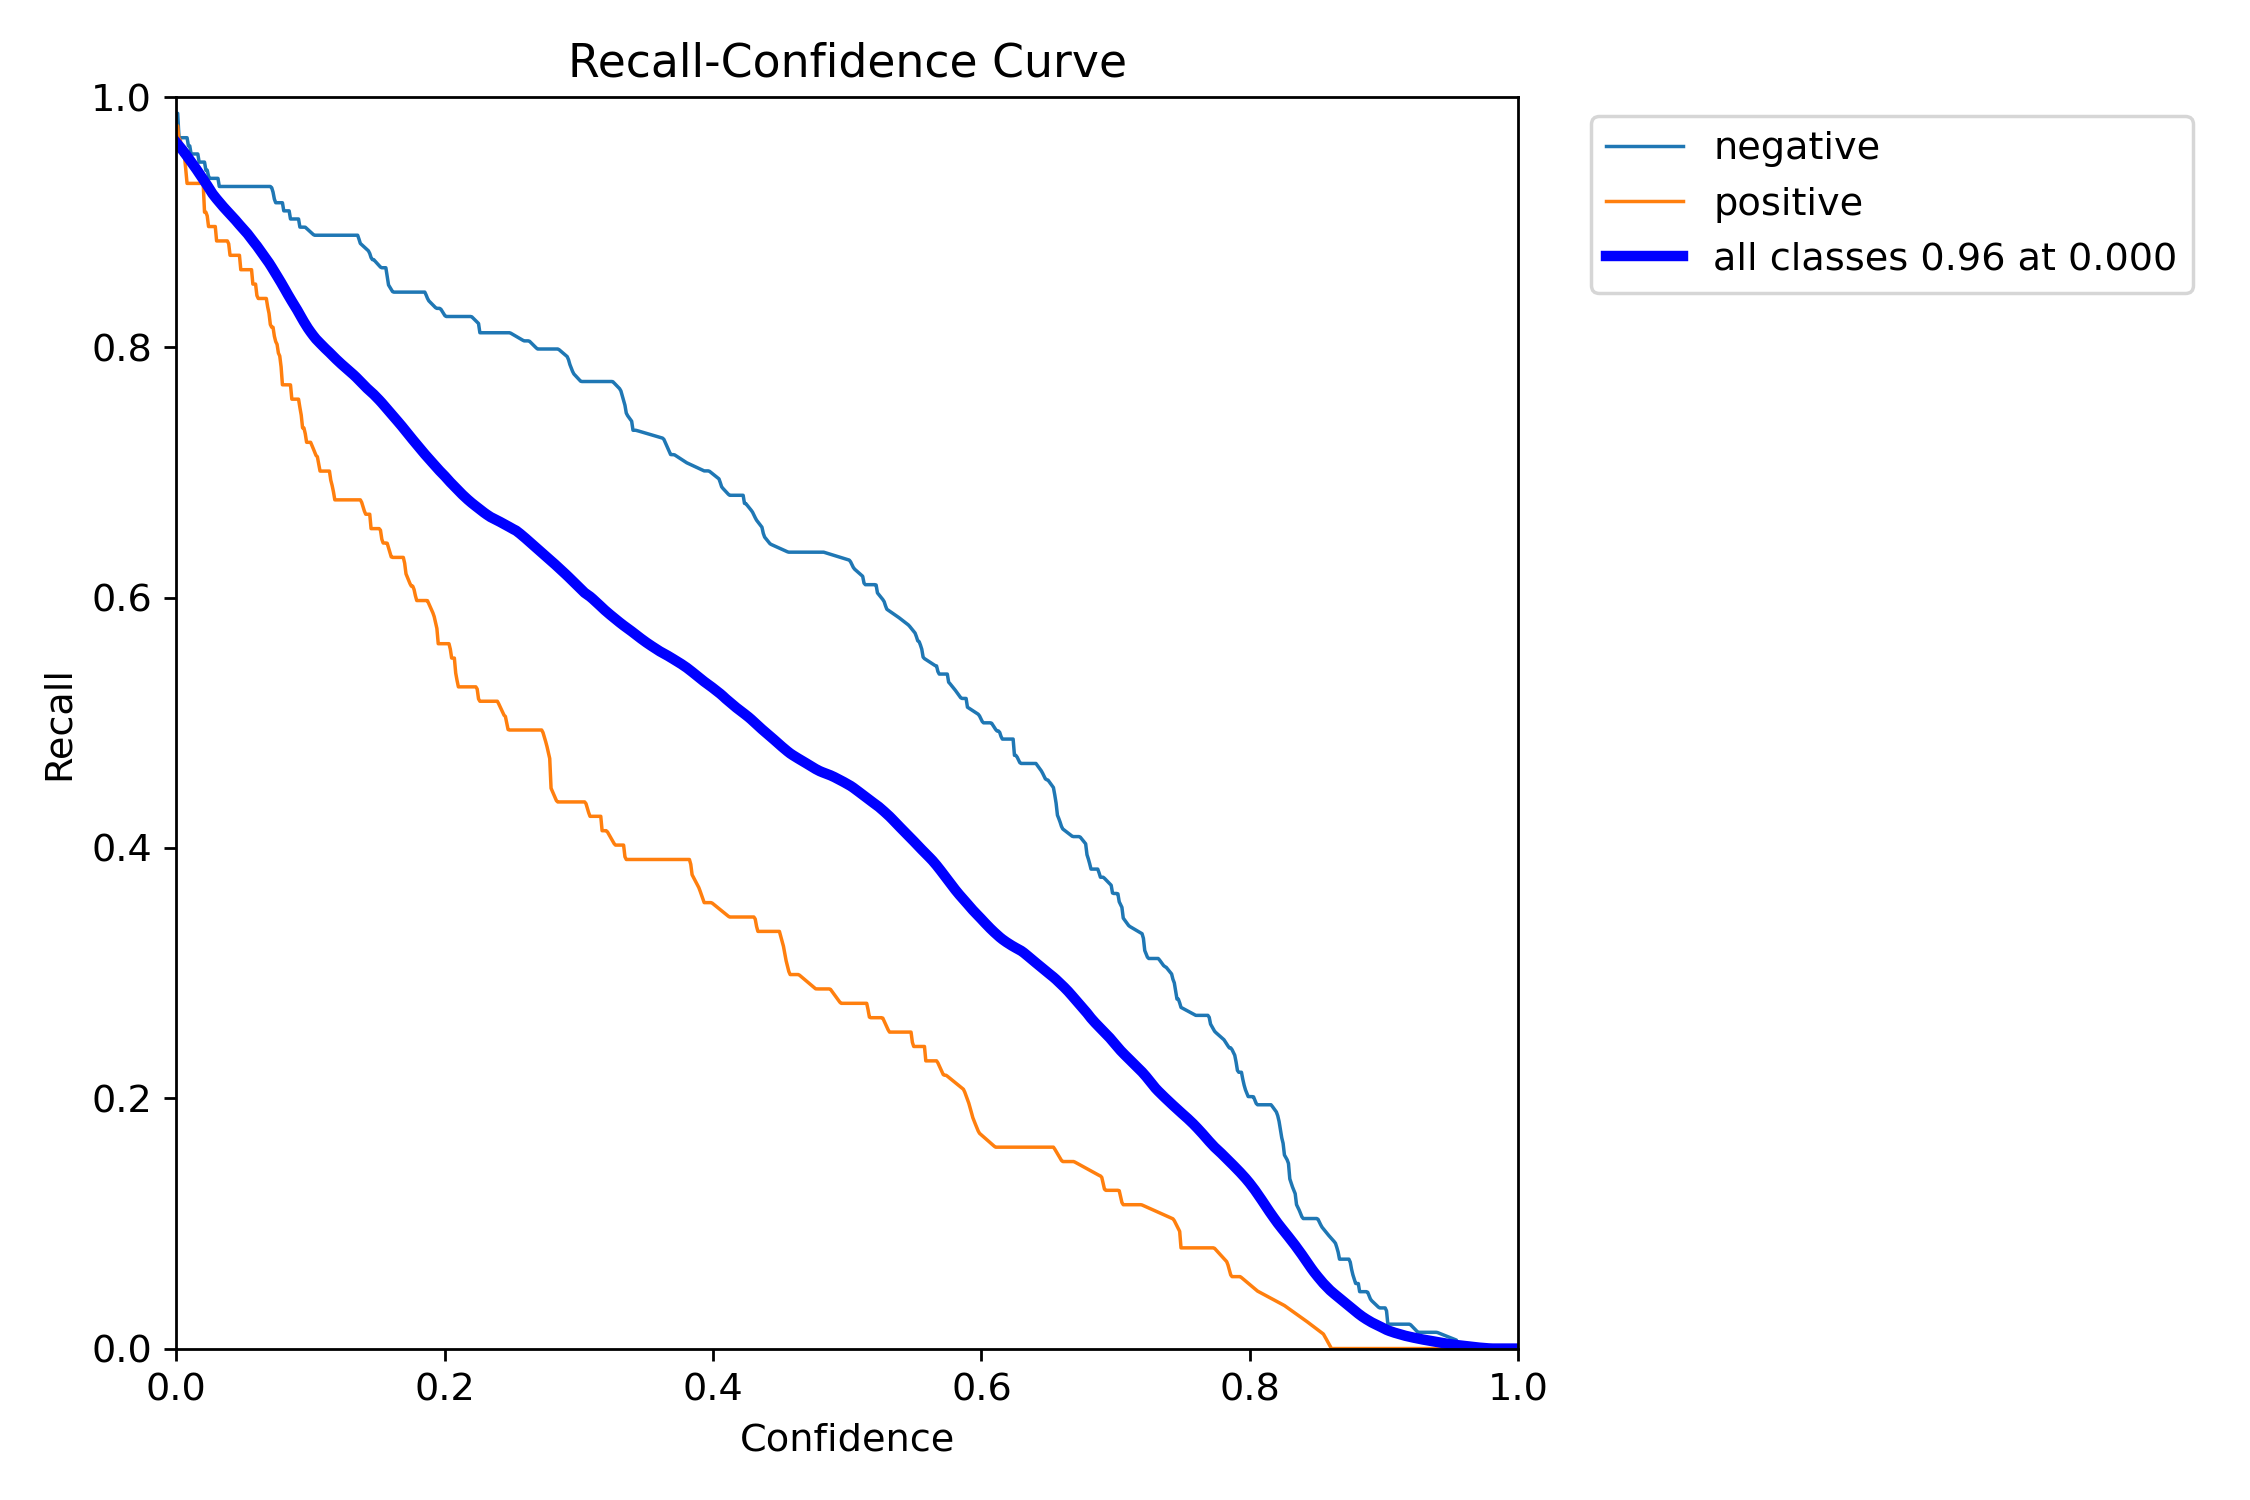 Recall-Confidence Curve
1.0
0.8
0.6
0.4
0.2
0.0
Recall
0.0 0.2 0.4 0.6 0.8 1.0
Confidence
negative
positive
all classes 0.96 at 0.000